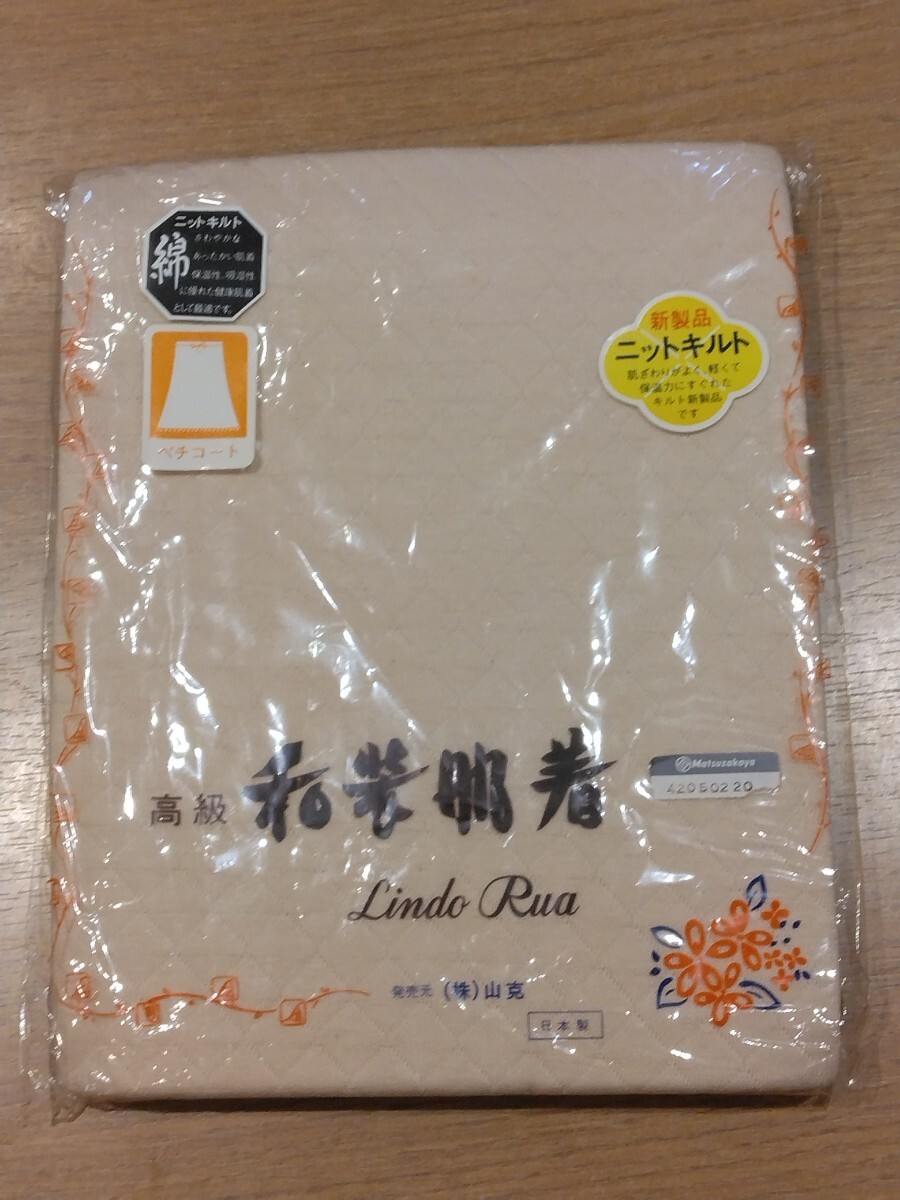 ニットキルト
綿
さわやかな
あったかい肌着
保温性、吸湿性
に優れた健康肌着
として最適です。
ペチコート
新製品
ニットキルト
肌ざわりがよく、軽くて
保温力にすぐれた
キルト新製品
です
高級 和装肌着
Matsuzakaya
42050220
Lindo Rua
発売元 (株)山克
日本製